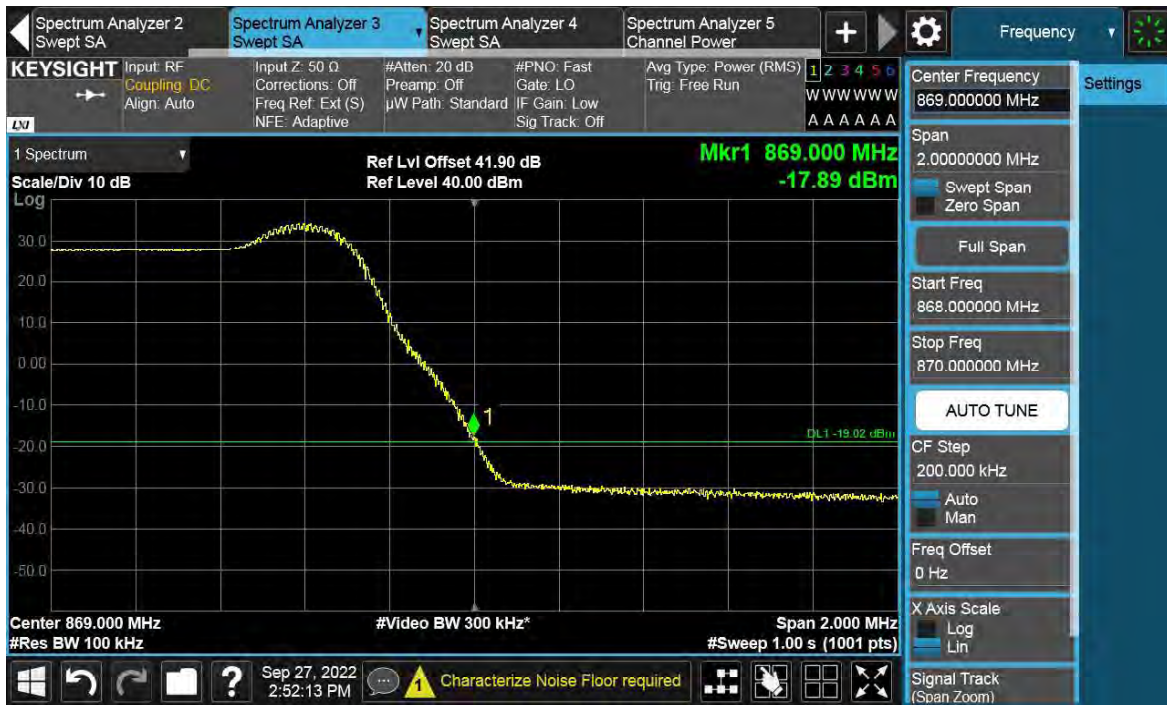 Spectrum Analyzer 2
Swept SA
Spectrum Analyzer 3
Swept SA
Spectrum Analyzer 4
Swept SA
Spectrum Analyzer 5
Channel Power
+
Frequency
KEYSIGHT
LXI
Input: RF
Coupling: DC
Align: Auto
Input Z: 50 Ω
Corrections: Off
Freq Ref: Ext (S)
NFE: Adaptive
#Atten: 20 dB
Preamp: Off
µW Path: Standard
#PNO: Fast
Gate: LO
IF Gain: Low
Sig Track: Off
Avg Type: Power (RMS)
Trig: Free Run
1 2 3 4 5 6
W W W W W W
A A A A A A
1 Spectrum
Scale/Div 10 dB
Log
Ref Lvl Offset 41.90 dB
Ref Level 40.00 dBm
Mkr1 869.000 MHz
-17.89 dBm
30.0
20.0
10.0
0.00
-10.0
-20.0
-30.0
-40.0
-50.0
1
DL1 -19.02 dBm
Center 869.000 MHz
#Res BW 100 kHz
#Video BW 300 kHz*
Span 2.000 MHz
#Sweep 1.00 s (1001 pts)
Center Frequency
869.000000 MHz
Settings
Span
2.00000000 MHz
Swept Span
Zero Span
Full Span
Start Freq
868.000000 MHz
Stop Freq
870.000000 MHz
AUTO TUNE
CF Step
200.000 kHz
Auto
Man
Freq Offset
0 Hz
X Axis Scale
Log
Lin
Signal Track
(Span Zoom)
?
Sep 27, 2022
2:52:13 PM
1
Characterize Noise Floor required